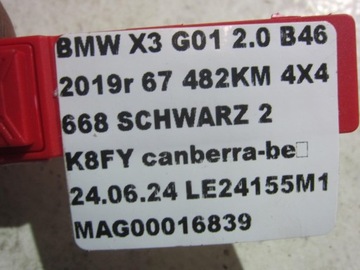 BMW X3 G01 2.0 B46
2019r 67 482KM 4X4
668 SCHWARZ 2
K8FY canberra-be□
24.06.24 LE24155M1
MAG00016839